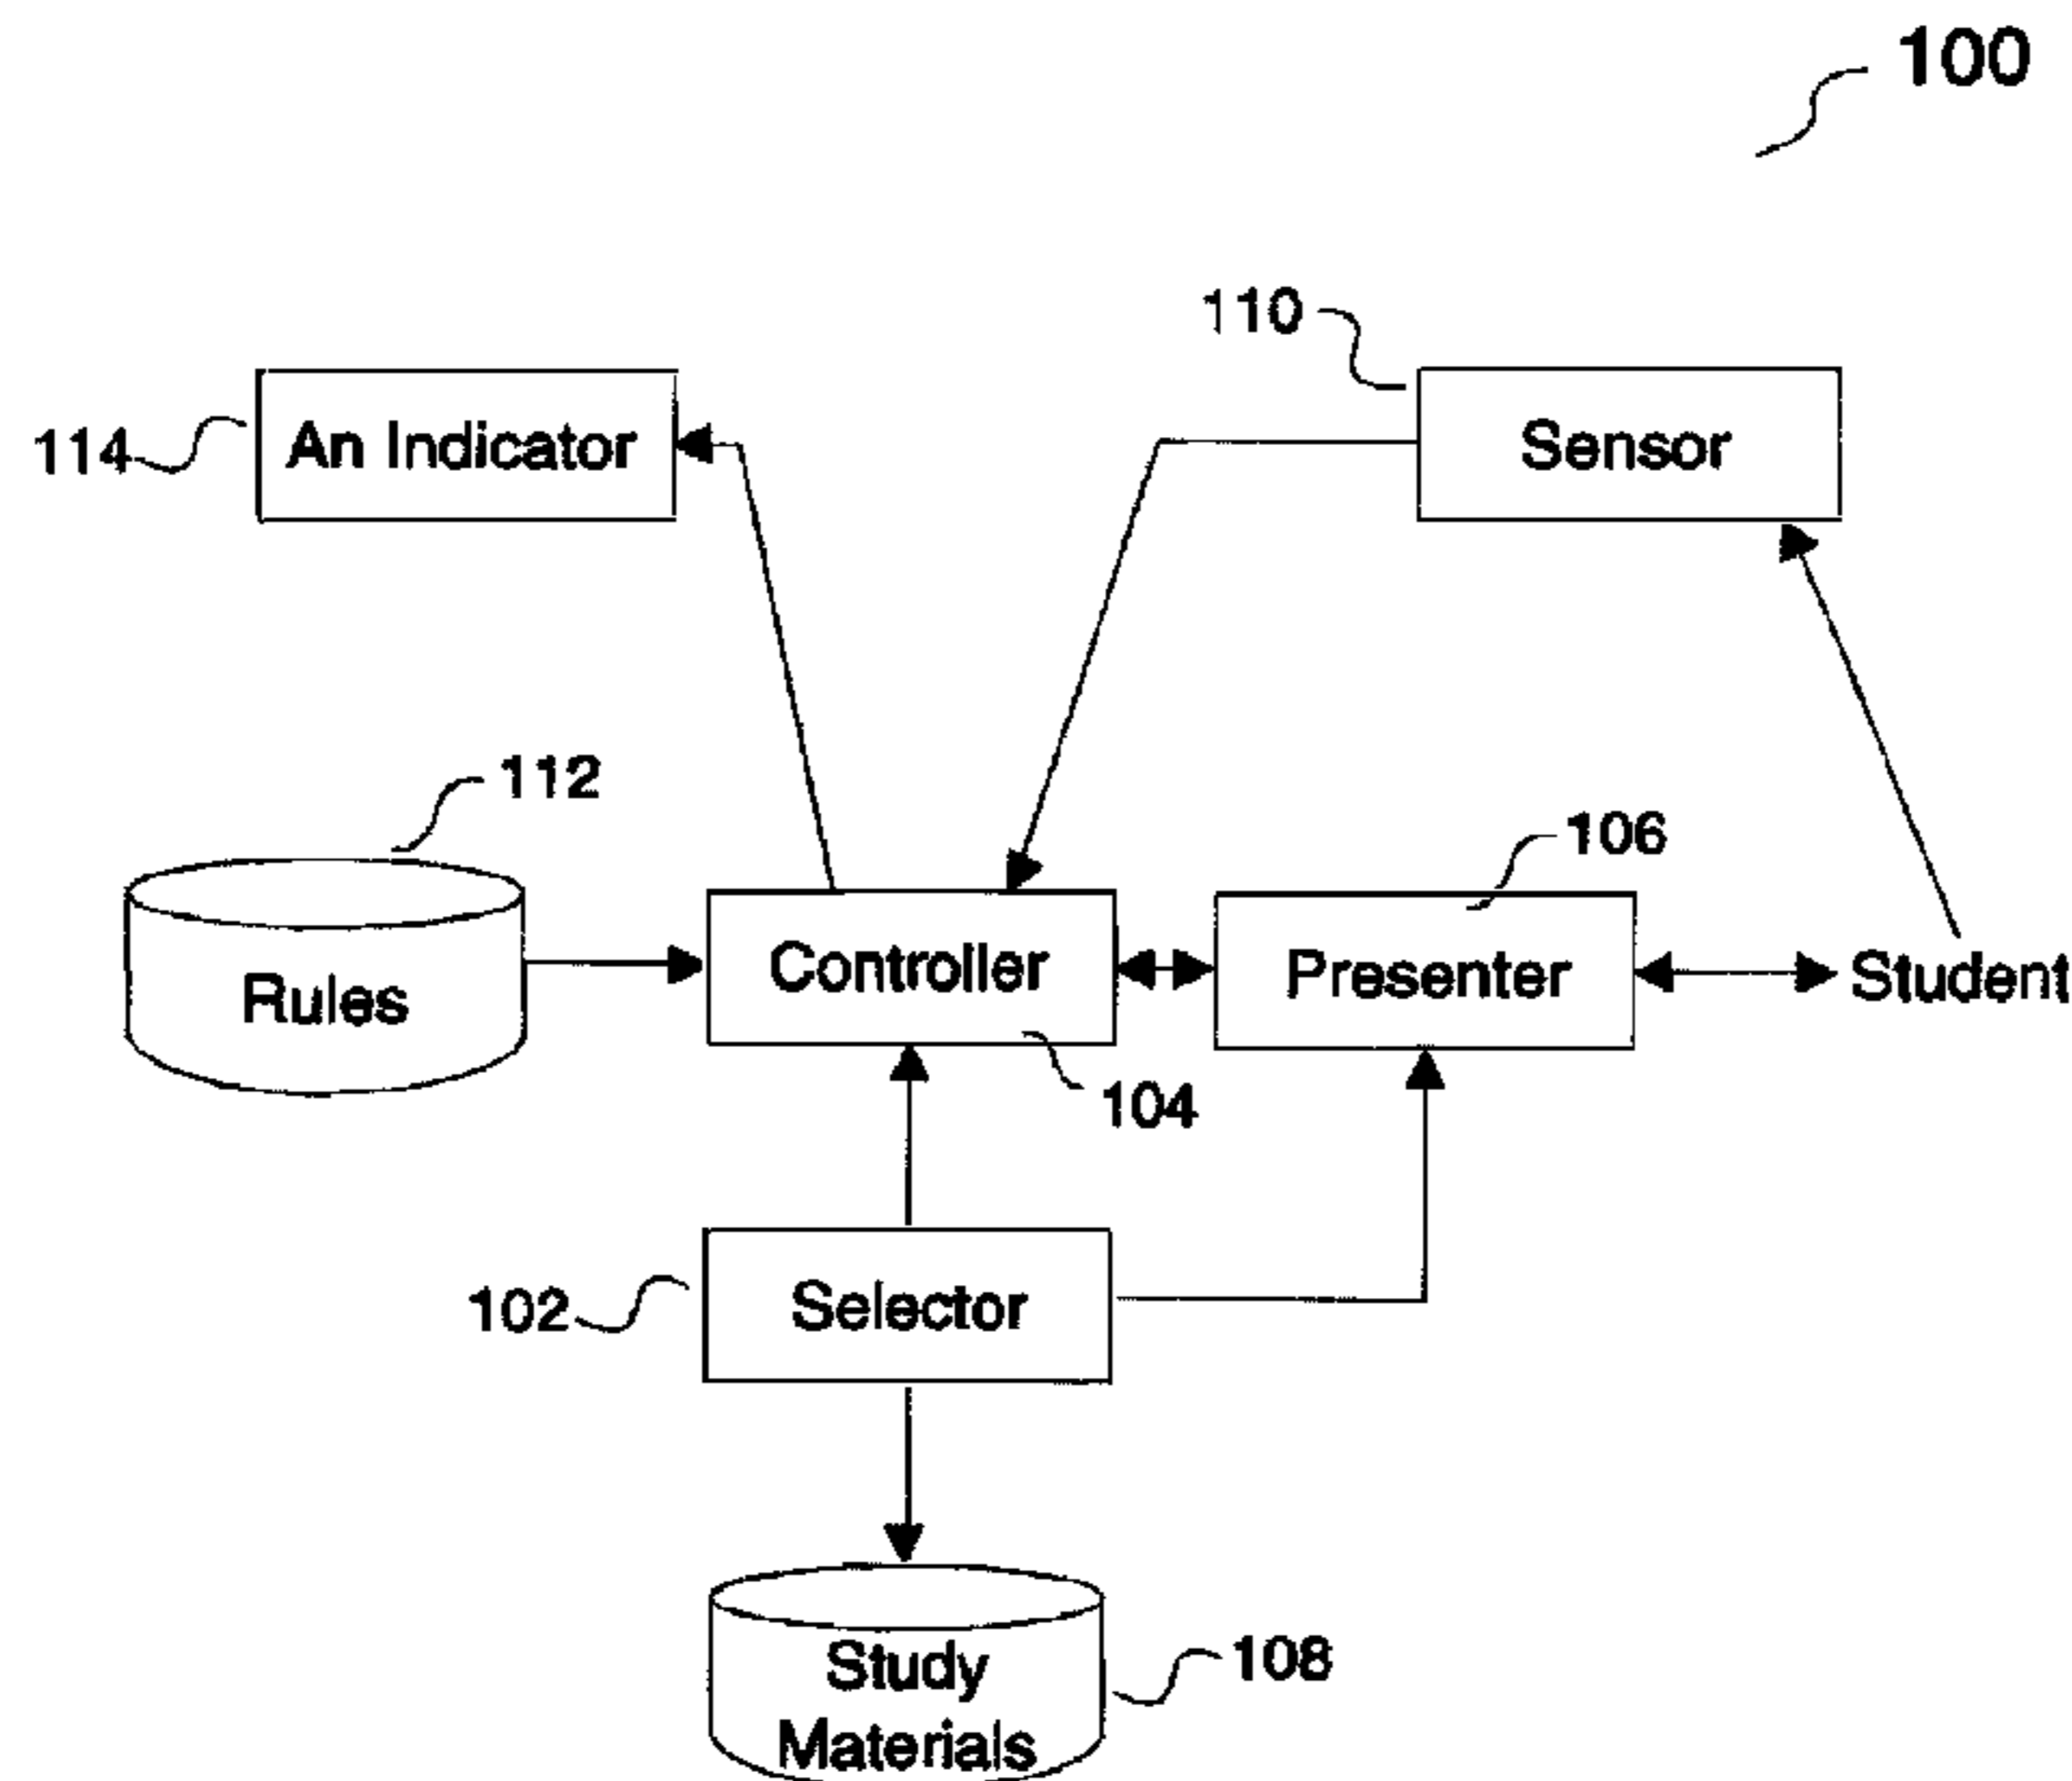 100
110
114
An Indicator
Sensor
112
106
Rules
Controller
Presenter
Student
104
102
Selector
Study
Materials
108